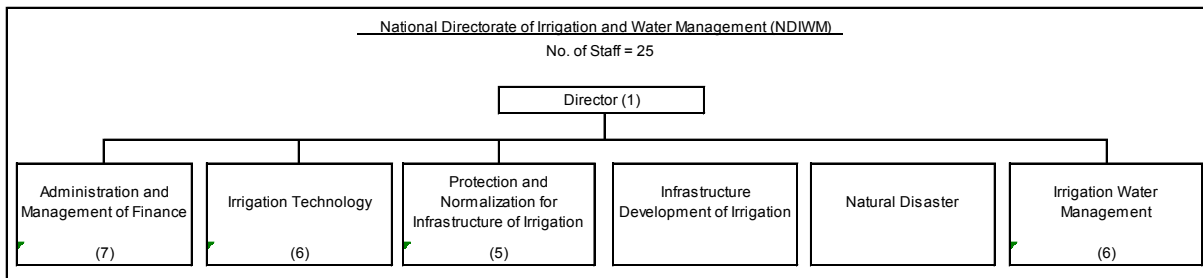 National Directorate of Irrigation and Water Management (NDIWM)
No. of Staff = 25
Director (1)
Administration and
Management of Finance
(7)
Irrigation Technology
(6)
Protection and
Normalization for
Infrastructure of Irrigation
(5)
Infrastructure
Development of Irrigation
Natural Disaster
Irrigation Water
Management
(6)